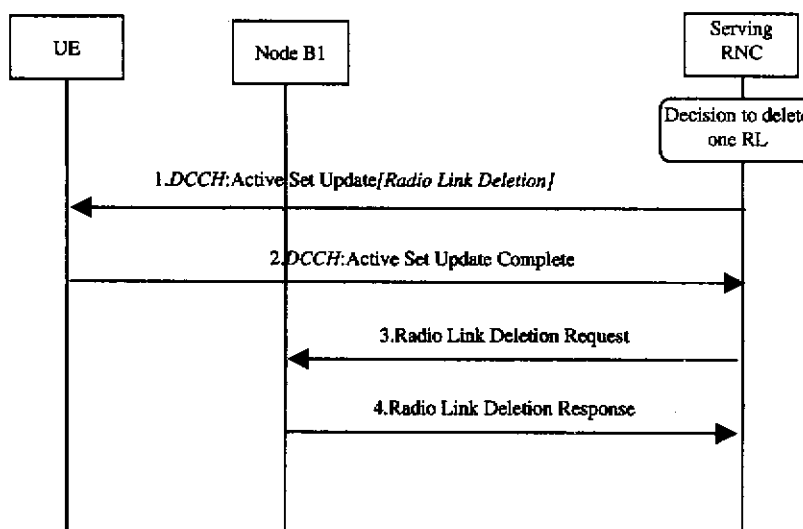 UE
Node B1
Serving
RNC
Decision to delete
one RL
1.DCCH:Active Set Update[Radio Link Deletion]
2.DCCH:Active Set Update Complete
3.Radio Link Deletion Request
4.Radio Link Deletion Response